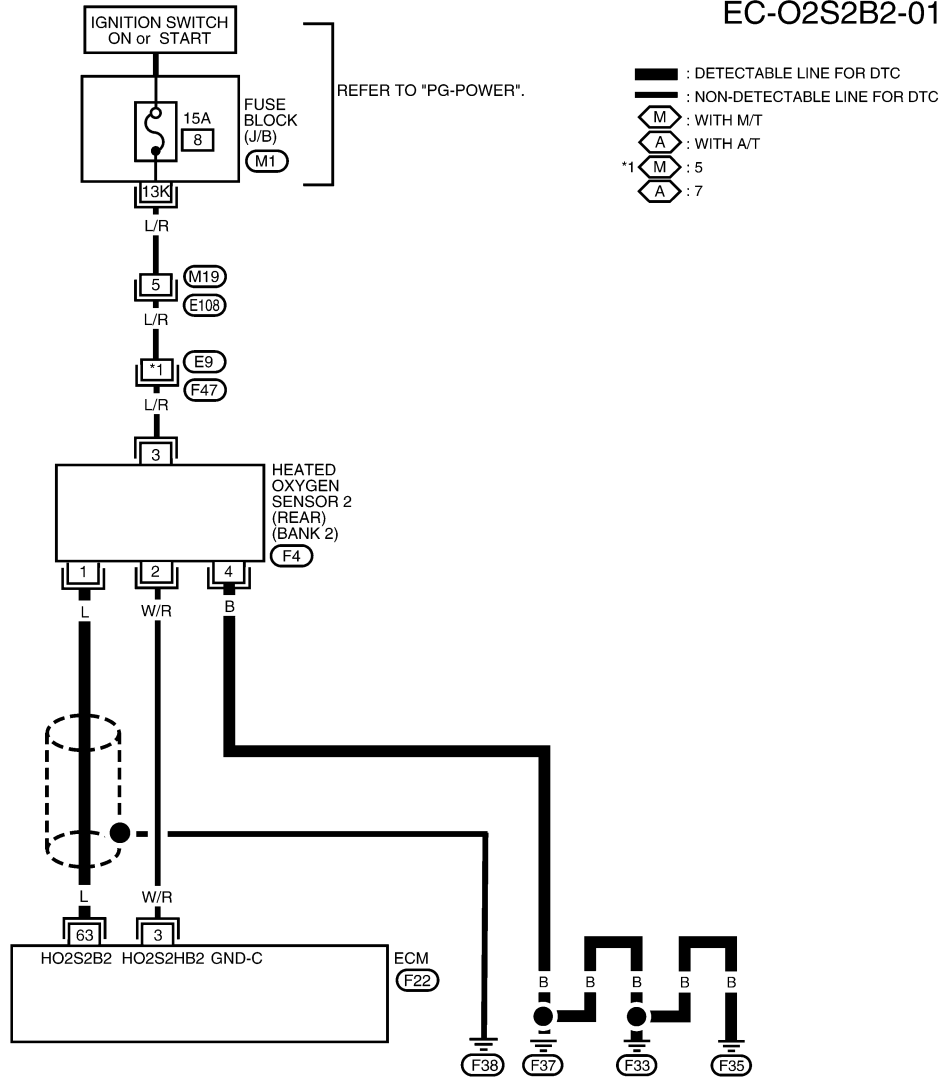 EC-O2S2B2-01
IGNITION SWITCH
ON or START
REFER TO "PG-POWER".
FUSE
BLOCK
(J/B)
M1
15A
8
13K
: DETECTABLE LINE FOR DTC
: NON-DETECTABLE LINE FOR DTC
M : WITH M/T
A : WITH A/T
*1 M : 5
A : 7
L/R
5
M19
E108
L/R
*1
E9
F47
L/R
3
HEATED
OXYGEN
SENSOR 2
(REAR)
(BANK 2)
F4
1 2 4
L W/R B
L W/R
63 3
HO2S2B2 HO2S2HB2 GND-C
ECM
F22
B B B B B
F38 F37 F33 F35